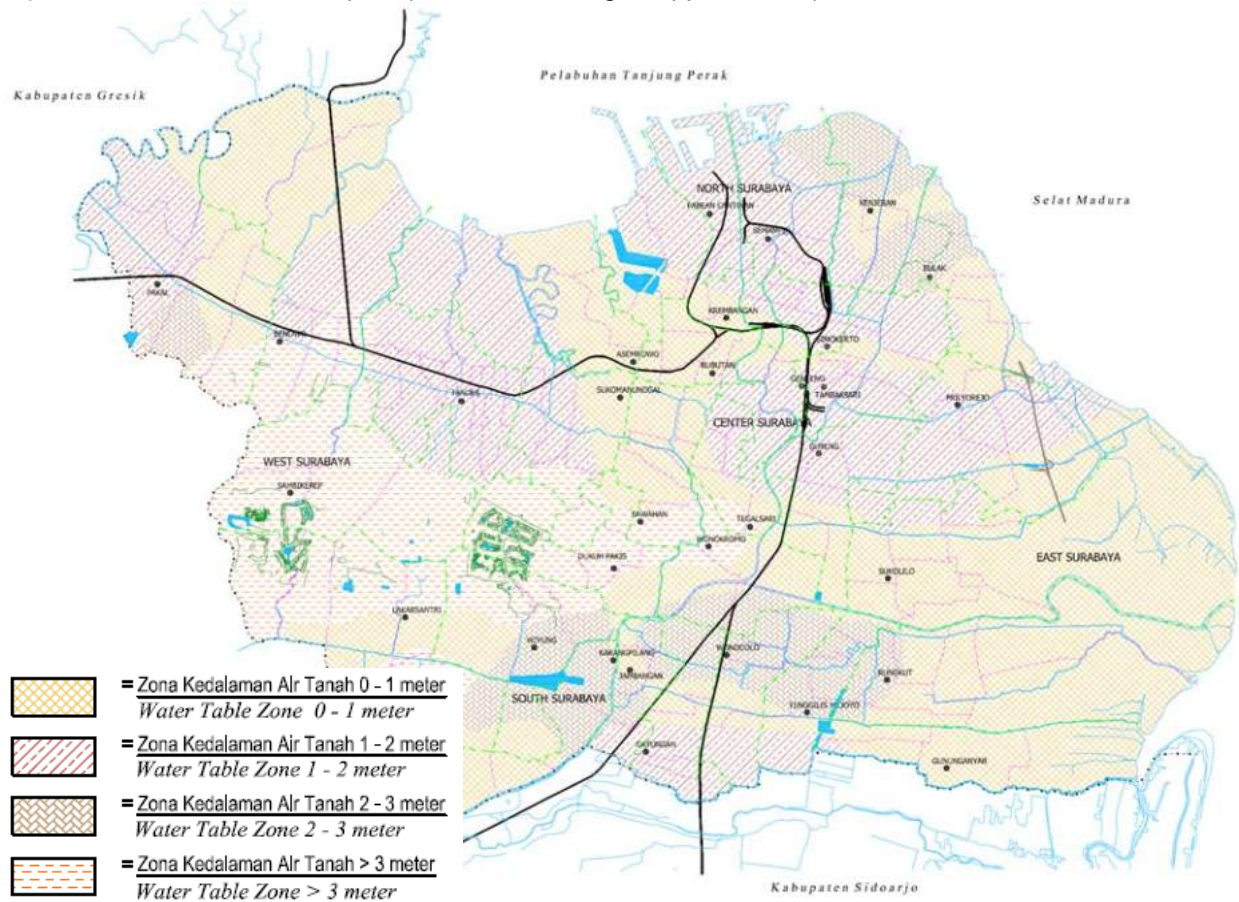 Pelabuhan Tanjung Perak
Kabupaten Gresik
NORTH SURABAYA
Selat Madura
KENJERAN
BULAK
PAKAL
KREMBANGAN
SIMOKERTO
ASEMROWO
BUBUTAN
SUKOMANUNGGAL
GENTENG
TAMBAKSARI
TANDES
MULYOREJO
CENTER SURABAYA
GUBENG
WEST SURABAYA
SAMBIKEREP
SAWAHAN
TEGALSARI
WONOKROMO
DUKUH PAKIS
EAST SURABAYA
SUKOLILO
LAKARSANTRI
WIYUNG
WONOCOLO
KARANGPILANG
JAMBANGAN
RUNGKUT
SOUTH SURABAYA
TENGGILIS MEJOYO
GAYUNGAN
GUNUNGANYAR
= Zona Kedalaman Air Tanah 0 - 1 meter
Water Table Zone 0 - 1 meter
= Zona Kedalaman Air Tanah 1 - 2 meter
Water Table Zone 1 - 2 meter
= Zona Kedalaman Air Tanah 2 - 3 meter
Water Table Zone 2 - 3 meter
= Zona Kedalaman Air Tanah > 3 meter
Water Table Zone > 3 meter
Kabupaten Sidoarjo